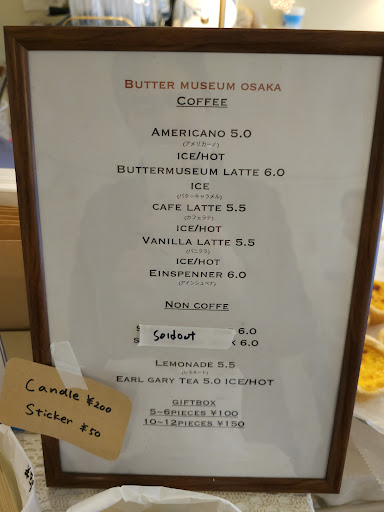 BUTTER MUSEUM OSAKA
COFFEE
AMERICANO 5.0
(アメリカーノ)
ICE/HOT
BUTTERMUSEUM LATTE 6.0
ICE
(バターキャラメル)
CAFE LATTE 5.5
(カフェラテ)
ICE/HOT
VANILLA LATTE 5.5
(バニララ)
ICE/HOT
EINSPENNER 6.0
(アインシュペナ)
NON COFFE
6.0
Soldout
6.0
LEMONADE 5.5
(レモネード)
EARL GARY TEA 5.0 ICE/HOT
GIFTBOX
5~6PIECES ¥100
10~12PIECES ¥150
Candle ¥200
Sticker ¥50